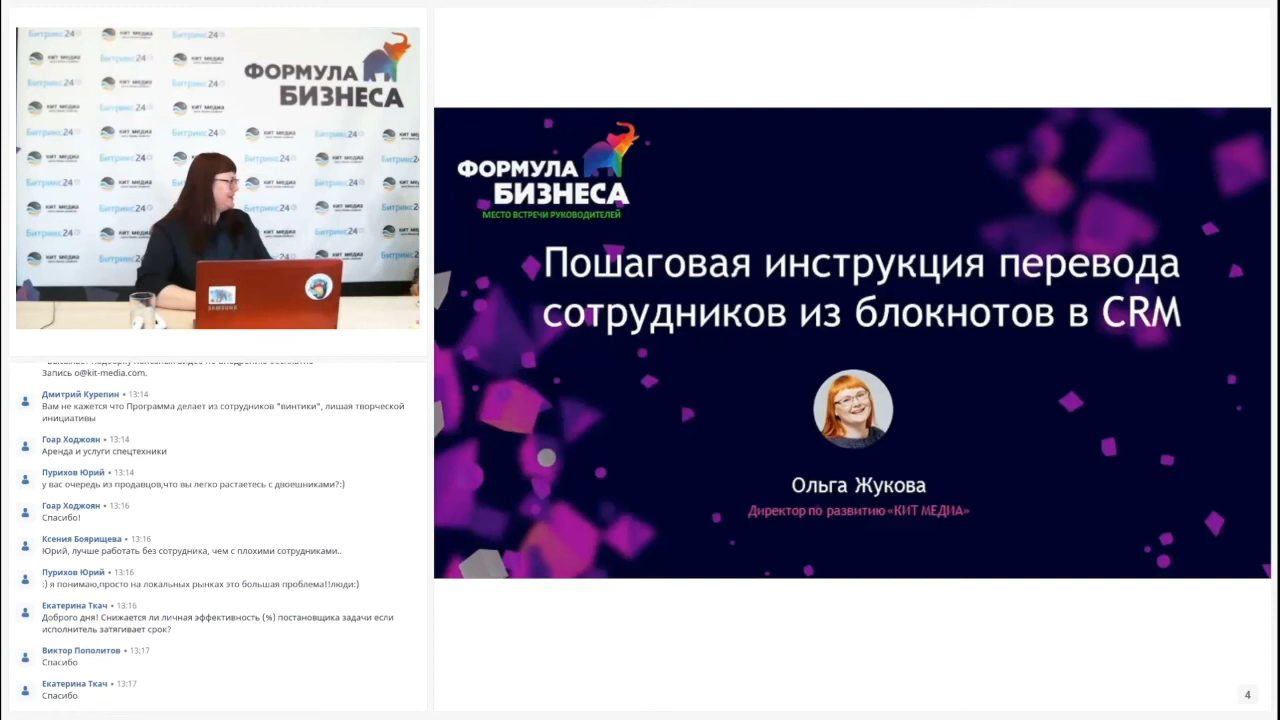 ФОРМУЛА
БИЗНЕСА
Битрикс24
КИТ МЕДИА
SAMSUNG
Запись o@kit-media.com.
Дмитрий Курепин • 13:14
Вам не кажется что Программа делает из сотрудников "винтики", лишая творческой
инициативы
Гоар Ходжоян • 13:14
Аренда и услуги спецтехники
Пурихов Юрий • 13:14
у вас очередь из продавцов,что вы легко растаетесь с двоешниками?:)
Гоар Ходжоян • 13:16
Спасибо!
Ксения Боярищева • 13:16
Юрий, лучше работать без сотрудника, чем с плохими сотрудниками..
Пурихов Юрий • 13:16
:) я понимаю,просто на локальных рынках это большая проблема!!люди:)
Екатерина Ткач • 13:16
Доброго дня! Снижается ли личная эффективность (%) постановщика задачи если
исполнитель затягивает срок?
Виктор Пополитов • 13:17
Спасибо
Екатерина Ткач • 13:17
Спасибо
ФОРМУЛА
БИЗНЕСА
МЕСТО ВСТРЕЧИ РУКОВОДИТЕЛЕЙ
Пошаговая инструкция перевода
сотрудников из блокнотов в CRM
Ольга Жукова
Директор по развитию «КИТ МЕДИА»
4